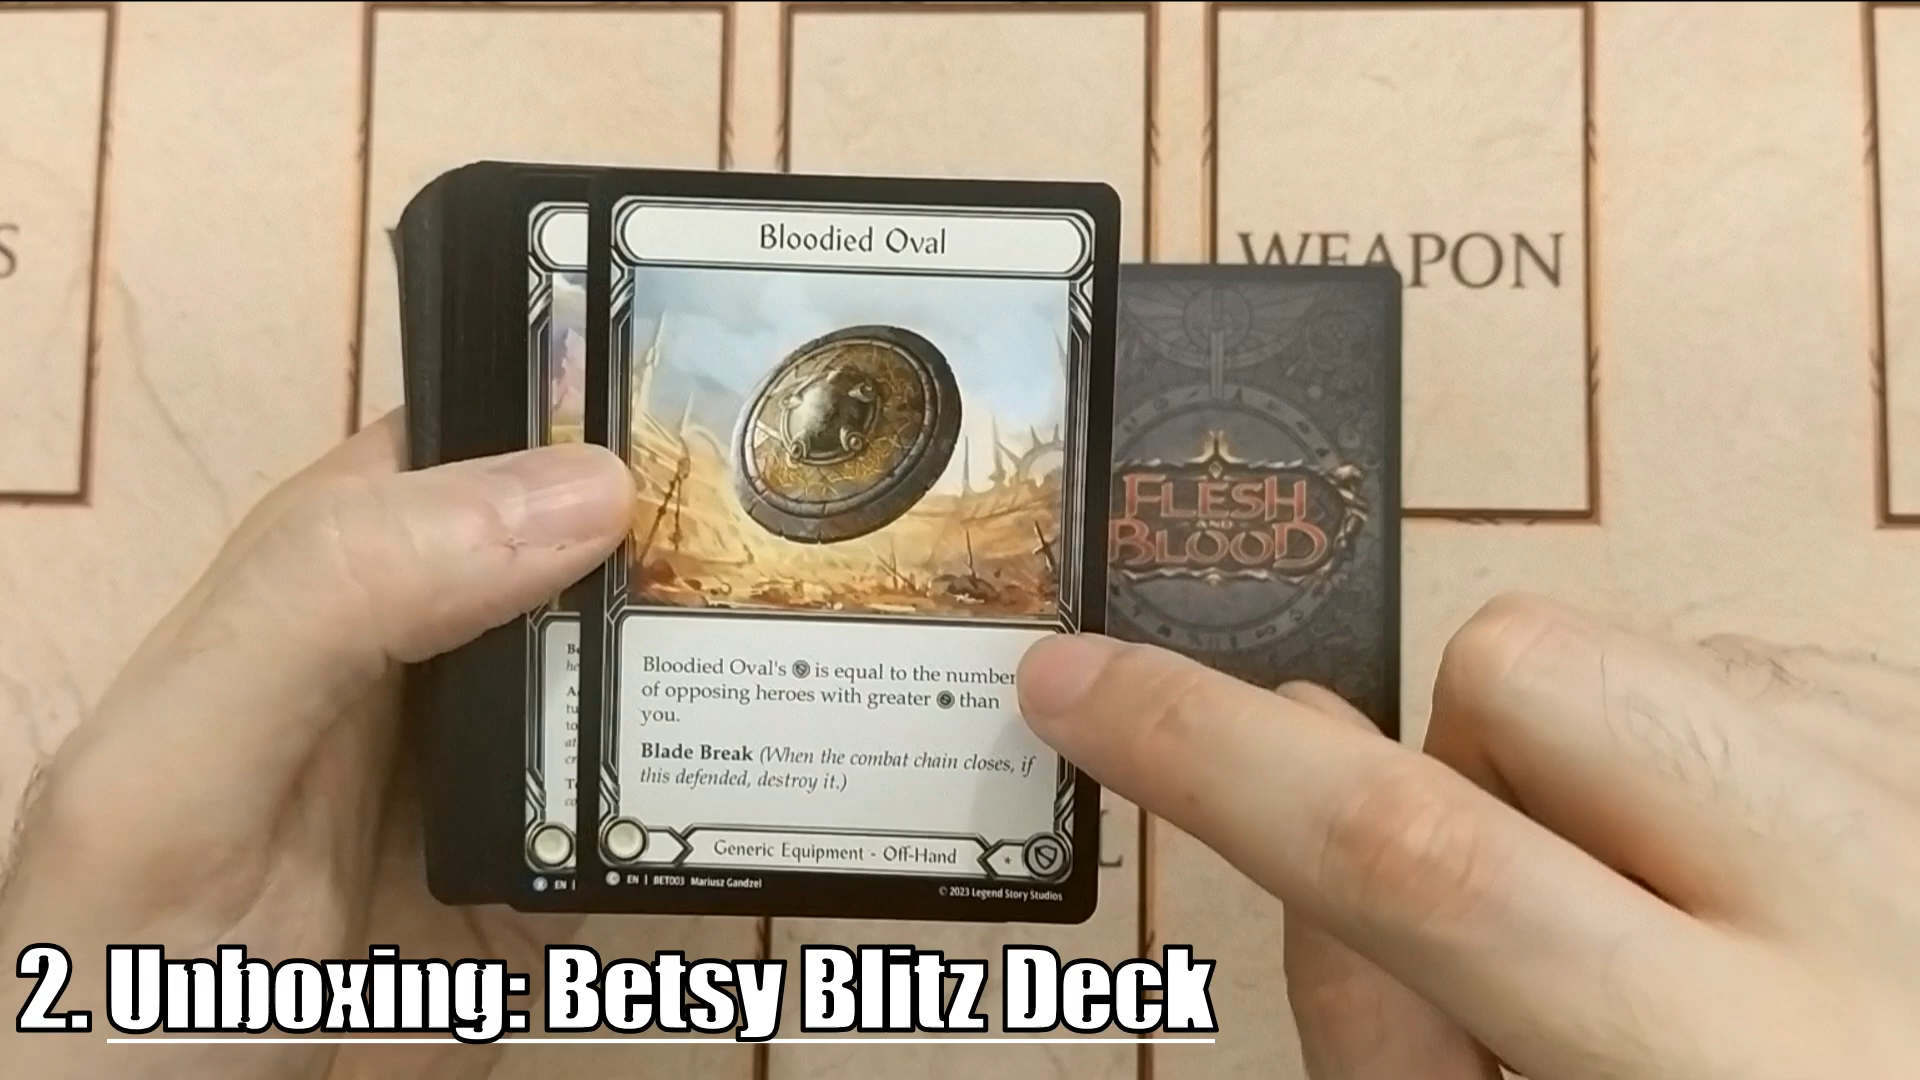 S
WEAPON
Bloodied Oval
FLESH
AND
BLOOD
Bloodied Oval's is equal to the number
of opposing heroes with greater than
you.
Blade Break (When the combat chain closes, if
this defended, destroy it.)
Generic Equipment - Off-Hand
*
C EN | BET003 Mariusz Gandzel
© 2023 Legend Story Studios
R EN |
2. Unboxing: Betsy Blitz Deck